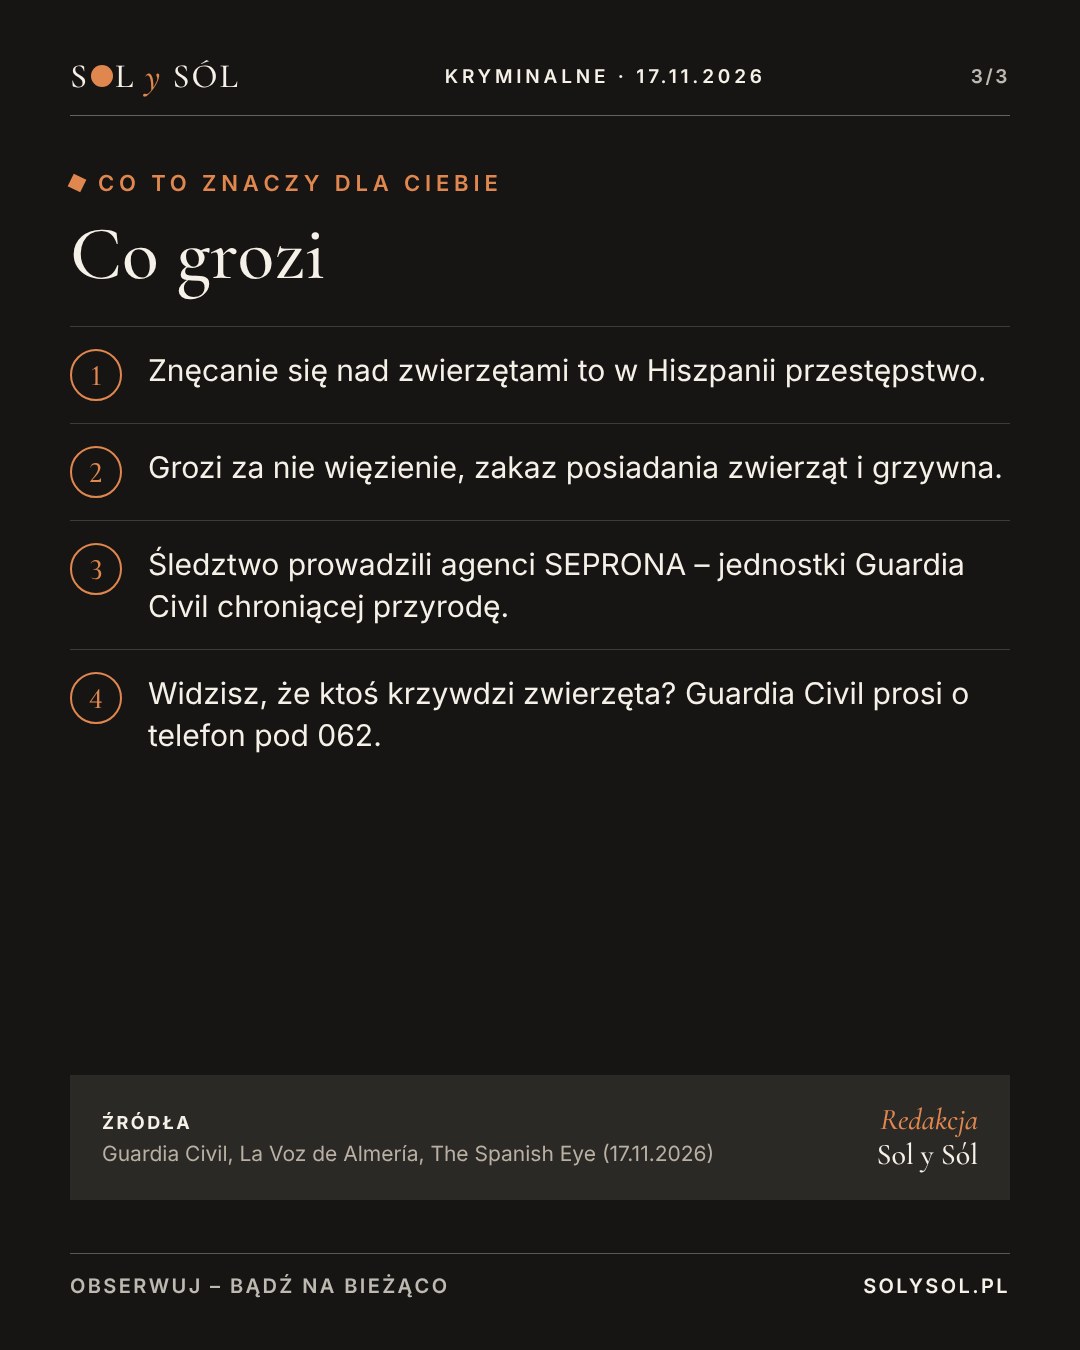 SOL y SÓL
KRYMINALNE · 17.11.2026
3/3
CO TO ZNACZY DLA CIEBIE
Co grozi
1 Znęcanie się nad zwierzętami to w Hiszpanii przestępstwo.
2 Grozi za nie więzienie, zakaz posiadania zwierząt i grzywna.
3 Śledztwo prowadzili agenci SEPRONA – jednostki Guardia
Civil chroniącej przyrodę.
4 Widzisz, że ktoś krzywdzi zwierzęta? Guardia Civil prosi o
telefon pod 062.
ŹRÓDŁA
Guardia Civil, La Voz de Almería, The Spanish Eye (17.11.2026)
Redakcja
Sol y Sól
OBSERWUJ – BĄDŹ NA BIEŻĄCO
SOLYSOL.PL